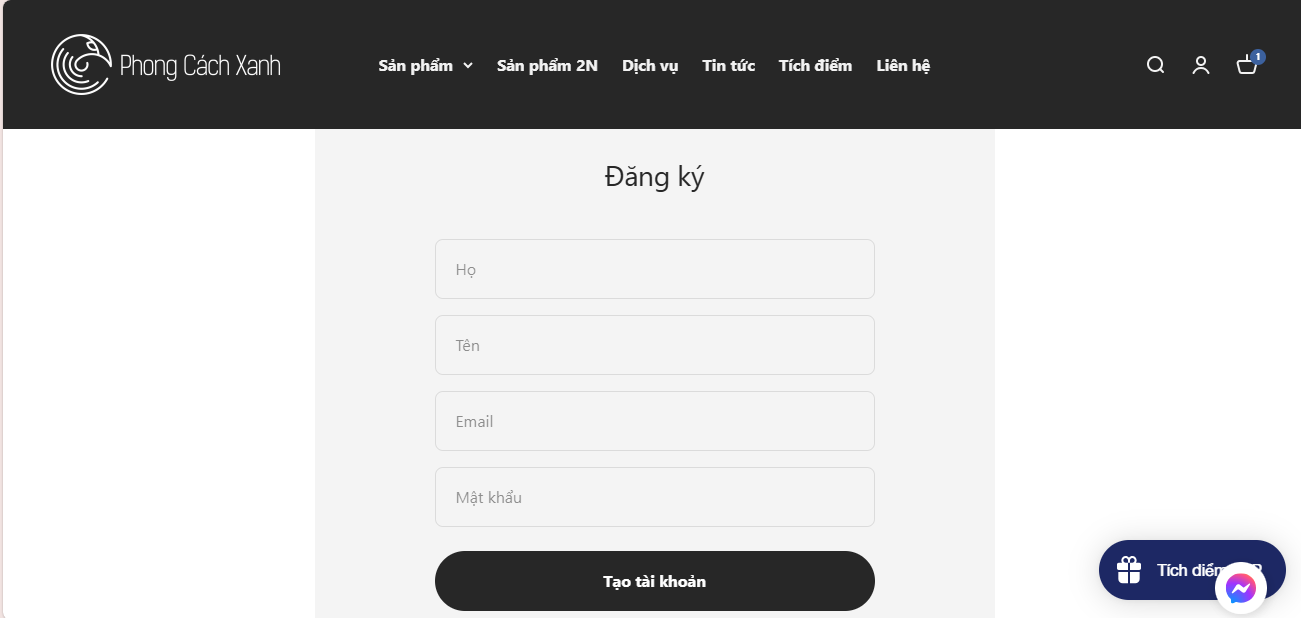 Phong Cách Xanh
Sản phẩm
Sản phẩm 2N
Dịch vụ
Tin tức
Tích điểm
Liên hệ
1
Đăng ký
Họ
Tên
Email
Mật khẩu
Tạo tài khoản
Tích điểm